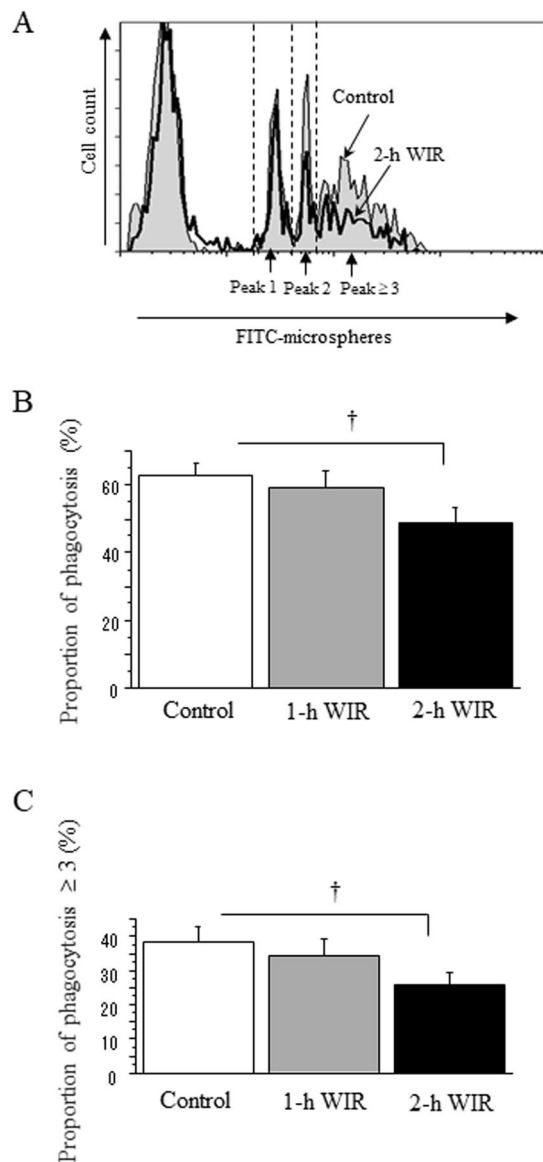 A
Cell count
Control
2-h WIR
Peak 1 Peak 2 Peak ≥ 3
FITC-microspheres
B
Proportion of phagocytosis (%)
60
40
20
0
Control 1-h WIR 2-h WIR
†
C
Proportion of phagocytosis ≥ 3 (%)
40
30
20
10
0
Control 1-h WIR 2-h WIR
†